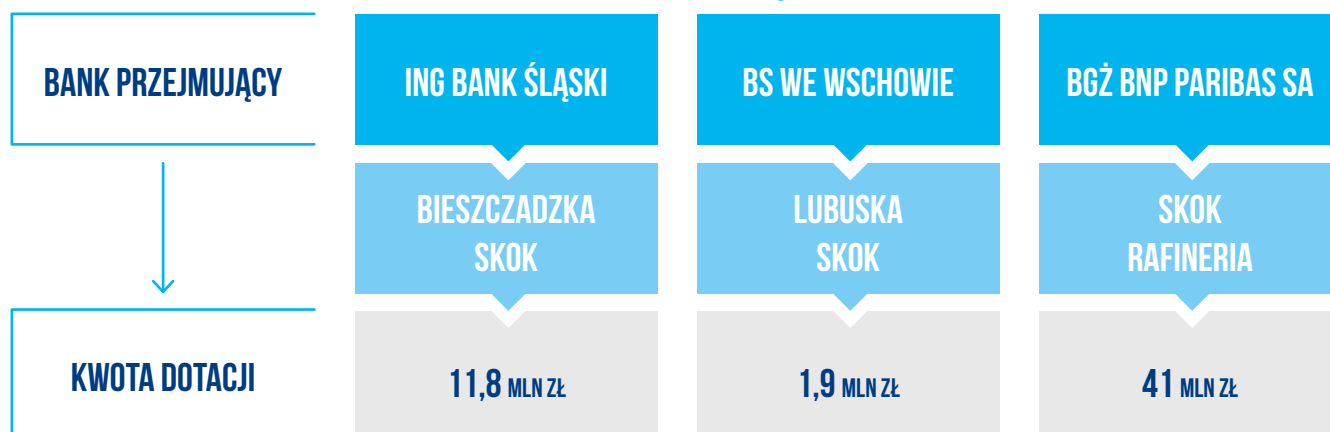 BANK PRZEJMUJĄCY
ING BANK ŚLĄSKI
BS WE WSCHOWIE
BGŻ BNP PARIBAS SA
BIESZCZADZKA
SKOK
LUBUSKA
SKOK
SKOK
RAFINERIA
KWOTA DOTACJI
11,8 MLN ZŁ
1,9 MLN ZŁ
41 MLN ZŁ